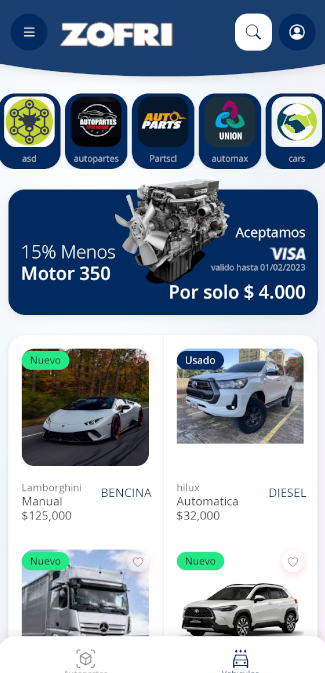 ZOFRI
UNION
AUTOPARTES
AUTO
PARTS
asd
autopartes
Partscl
automax
cars
15% Menos
Motor 350
Aceptamos
VISA
valido hasta 01/02/2023
Por solo $ 4.000
Nuevo
Usado
Lamborghini
Manual
$125,000
BENCINA
hilux
Automatica
$32,000
DIESEL
Nuevo
Nuevo